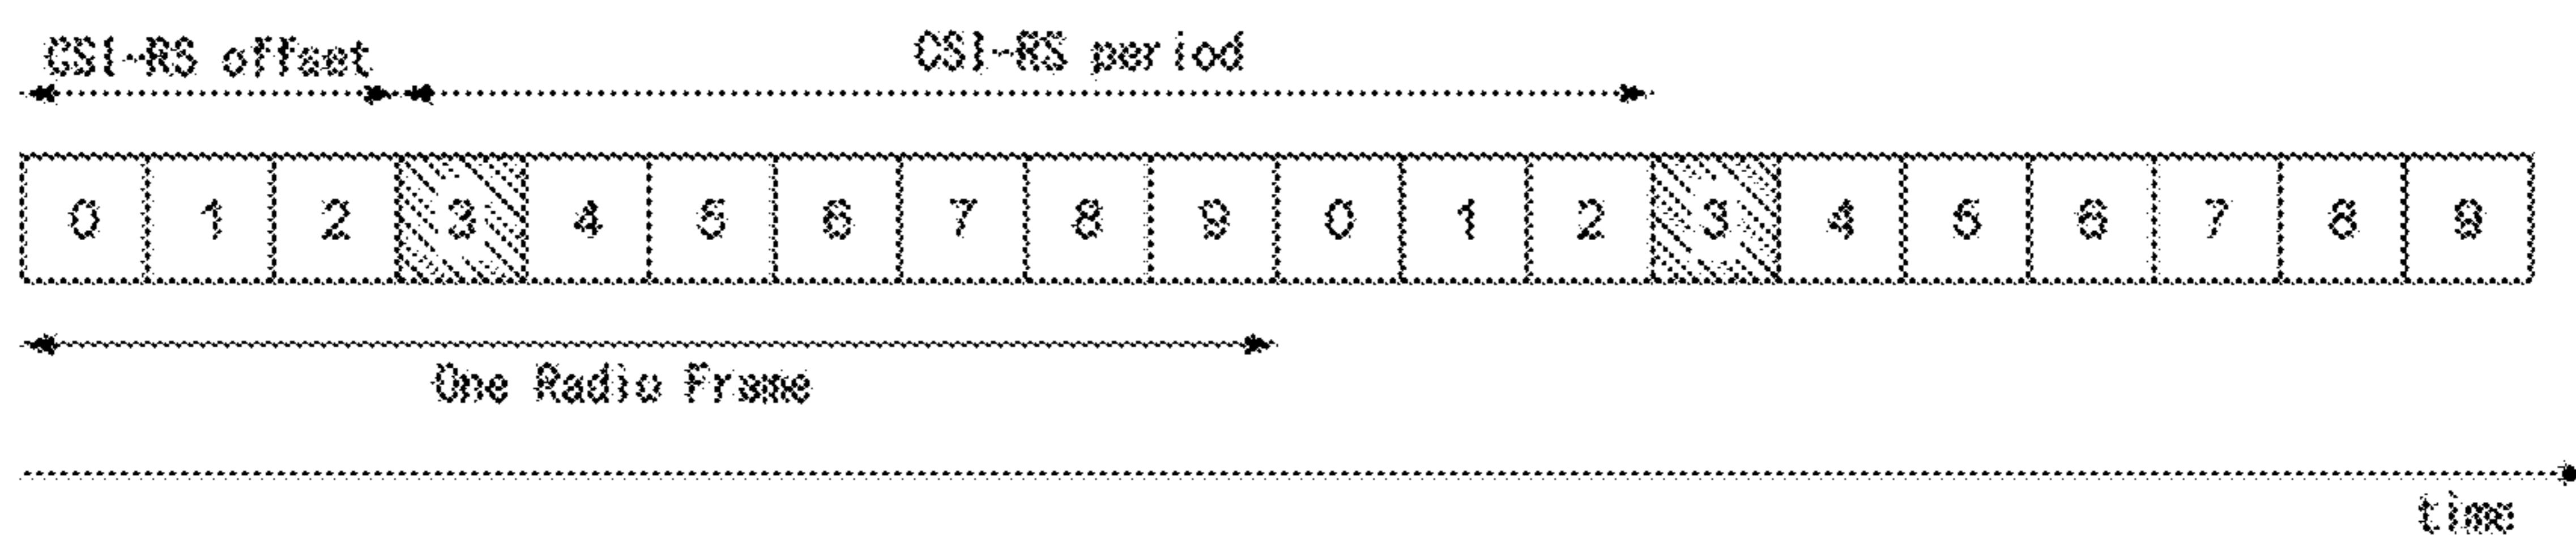 CSI-RS offset CSI-RS period
0 1 2 3 4 5 6 7 8 9 0 1 2 3 4 5 6 7 8 9
One Radio Frame
time